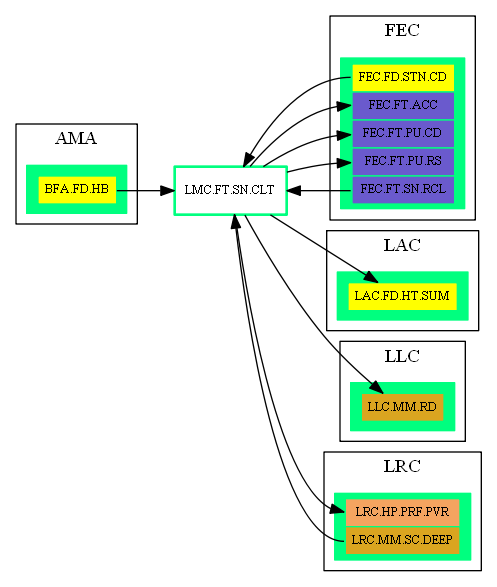 AMA
BFA.FD.HB
LMC.FT.SN.CLT
FEC
FEC.FD.STN.CD
FEC.FT.ACC
FEC.FT.PU.CD
FEC.FT.PU.RS
FEC.FT.SN.RCL
LAC
LAC.FD.HT.SUM
LLC
LLC.MM.RD
LRC
LRC.HP.PRF.PVR
LRC.MM.SC.DEEP